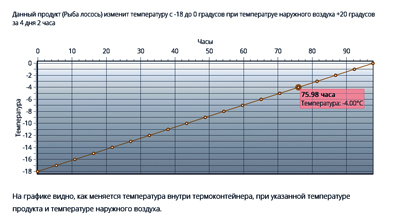 Данный продукт (Рыба лосось) изменит температуру с -18 до 0 градусов при температруе наружного воздуха +20 градусов
за 4 дня 2 часа
Часы
0 10 20 30 40 50 60 70 80 90
0
-2
-4
-6
-8
-10
-12
-14
-16
-18
Температура
75.98 часа
Температура: -4.00°C
На графике видно, как меняется температура внутри термоконтейнера, при указанной температуре
продукта и температуре наружного воздуха.